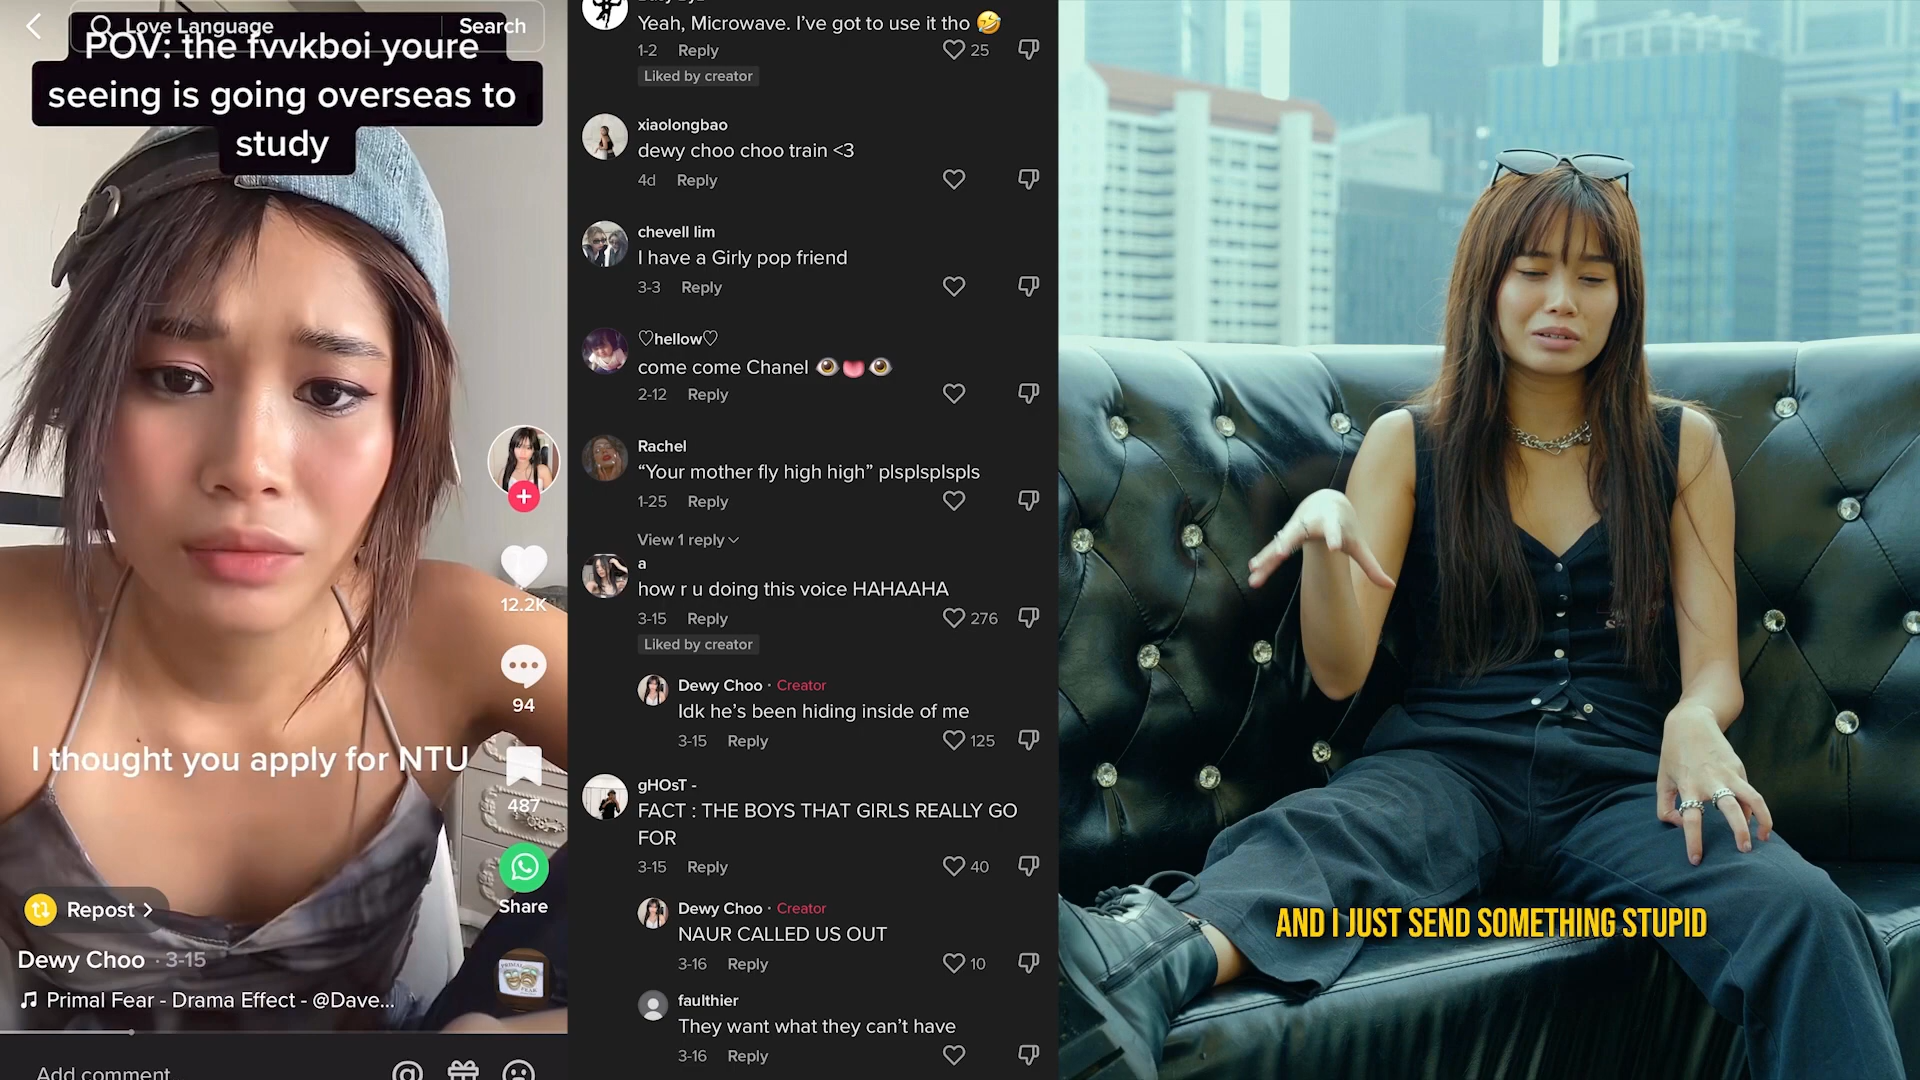 Love Language
Search
POV: the fvvkboi youre
seeing is going overseas to
study
12.2K
94
I thought you apply for NTU
487
Share
Repost
Dewy Choo · 3-15
Primal Fear - Drama Effect - @Dave...
Add comment
Yeah, Microwave. I've got to use it tho 🤣
1-2 Reply 25
Liked by creator
xiaolongbao
dewy choo choo train <3
4d Reply
chevell lim
I have a Girly pop friend
3-3 Reply
♡hellow♡
come come Chanel 👁👅👁
2-12 Reply
Rachel
“Your mother fly high high” plsplsplspls
1-25 Reply
View 1 reply
a
how r u doing this voice HAHAAHA
3-15 Reply 276
Liked by creator
Dewy Choo · Creator
Idk he's been hiding inside of me
3-15 Reply 125
gHOsT -
FACT : THE BOYS THAT GIRLS REALLY GO
FOR
3-15 Reply 40
Dewy Choo · Creator
NAUR CALLED US OUT
3-16 Reply 10
faulthier
They want what they can't have
3-16 Reply
AND I JUST SEND SOMETHING STUPID